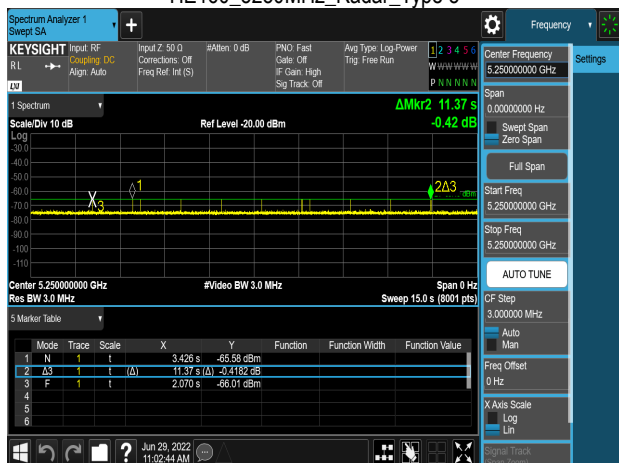 Spectrum Analyzer 1
Swept SA
Frequency
KEYSIGHT
RL
Input: RF
Coupling: DC
Align: Auto
Input Z: 50 Ω
Corrections: Off
Freq Ref: Int (S)
#Atten: 0 dB
PNO: Fast
Gate: Off
IF Gain: High
Sig Track: Off
Avg Type: Log-Power
Trig: Free Run
1 2 3 4 5 6
W W W W W W
P N N N N N
LXI
1 Spectrum
ΔMkr2 11.37 s
Scale/Div 10 dB
Ref Level -20.00 dBm
-0.42 dB
Log
-30.0
-40.0
-50.0
-60.0
-70.0
-80.0
-90.0
-100
-110
1
3
2Δ3
dBm
Center 5.250000000 GHz
#Video BW 3.0 MHz
Span 0 Hz
Res BW 3.0 MHz
Sweep 15.0 s (8001 pts)
5 Marker Table
Mode Trace Scale X Y Function Function Width Function Value
1 N 1 t 3.426 s -65.58 dBm
2 Δ3 1 t (Δ) 11.37 s (Δ) -0.4182 dB
3 F 1 t 2.070 s -66.01 dBm
4
5
6
Jun 29, 2022
11:02:44 AM
Center Frequency
5.250000000 GHz
Settings
Span
0.00000000 Hz
Swept Span
Zero Span
Full Span
Start Freq
5.250000000 GHz
Stop Freq
5.250000000 GHz
AUTO TUNE
CF Step
3.000000 MHz
Auto
Man
Freq Offset
0 Hz
X Axis Scale
Log
Lin
Signal Track